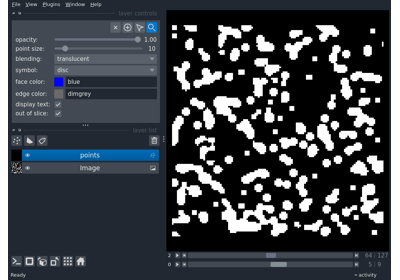 File View Plugins Window Help
layer controls
opacity: 1.00
point size: 10
blending: translucent
symbol: disc
face color: blue
edge color: dimgrey
display text:
out of slice:
layer list
points
Image
2 64 127
0 5 9
Ready activity